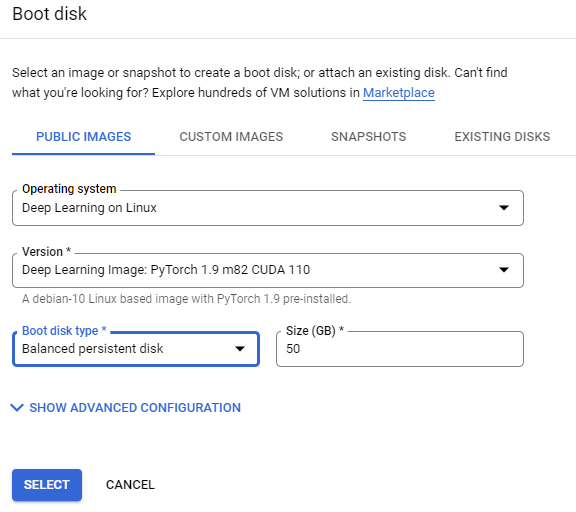 Boot disk
Select an image or snapshot to create a boot disk; or attach an existing disk. Can't find
what you're looking for? Explore hundreds of VM solutions in Marketplace
PUBLIC IMAGES CUSTOM IMAGES SNAPSHOTS EXISTING DISKS
Operating system
Deep Learning on Linux
Version *
Deep Learning Image: PyTorch 1.9 m82 CUDA 110
A debian-10 Linux based image with PyTorch 1.9 pre-installed.
Boot disk type * Size (GB) *
Balanced persistent disk 50
SHOW ADVANCED CONFIGURATION
SELECT CANCEL